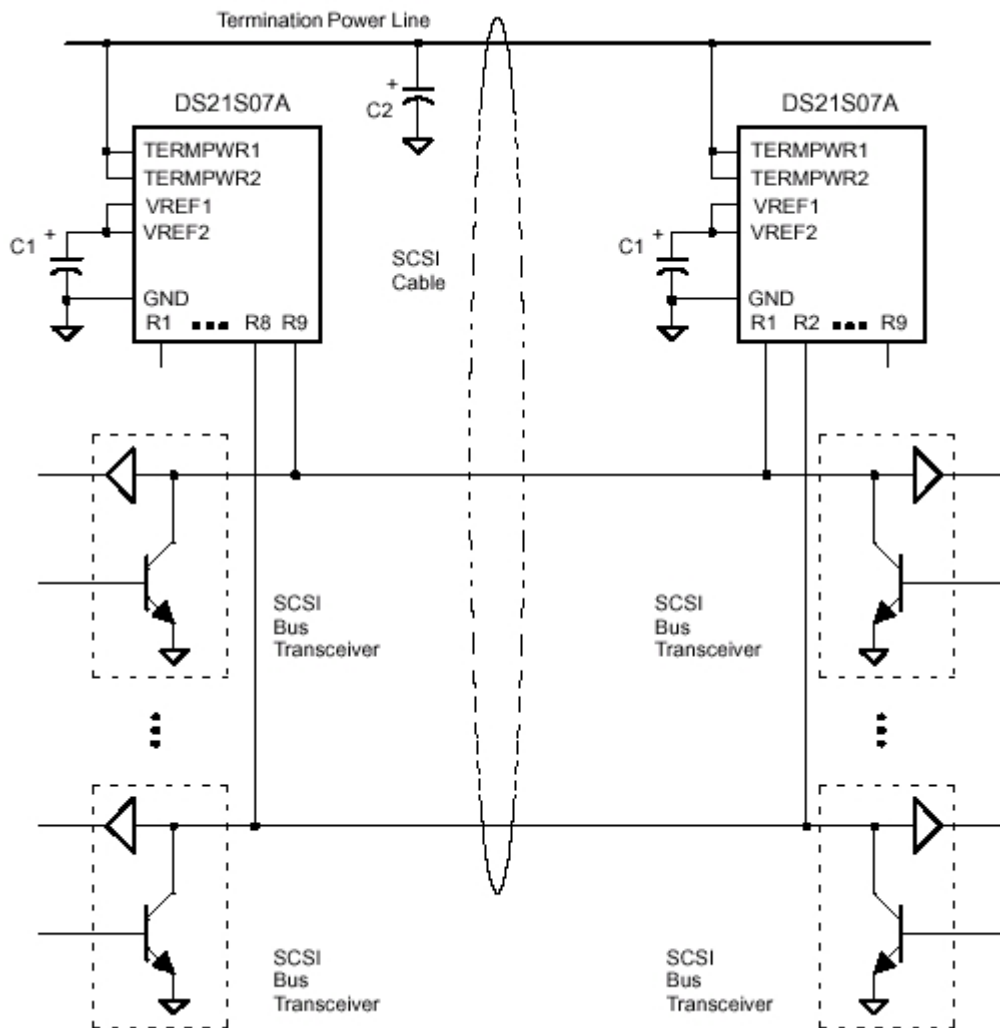 Termination Power Line
+
C2
DS21S07A
DS21S07A
TERMPWR1
TERMPWR2
VREF1
VREF2
GND
R1 ... R8 R9
+
C1
SCSI
Cable
TERMPWR1
TERMPWR2
VREF1
VREF2
GND
R1 R2 ... R9
+
C1
SCSI
Bus
Transceiver
SCSI
Bus
Transceiver
SCSI
Bus
Transceiver
SCSI
Bus
Transceiver